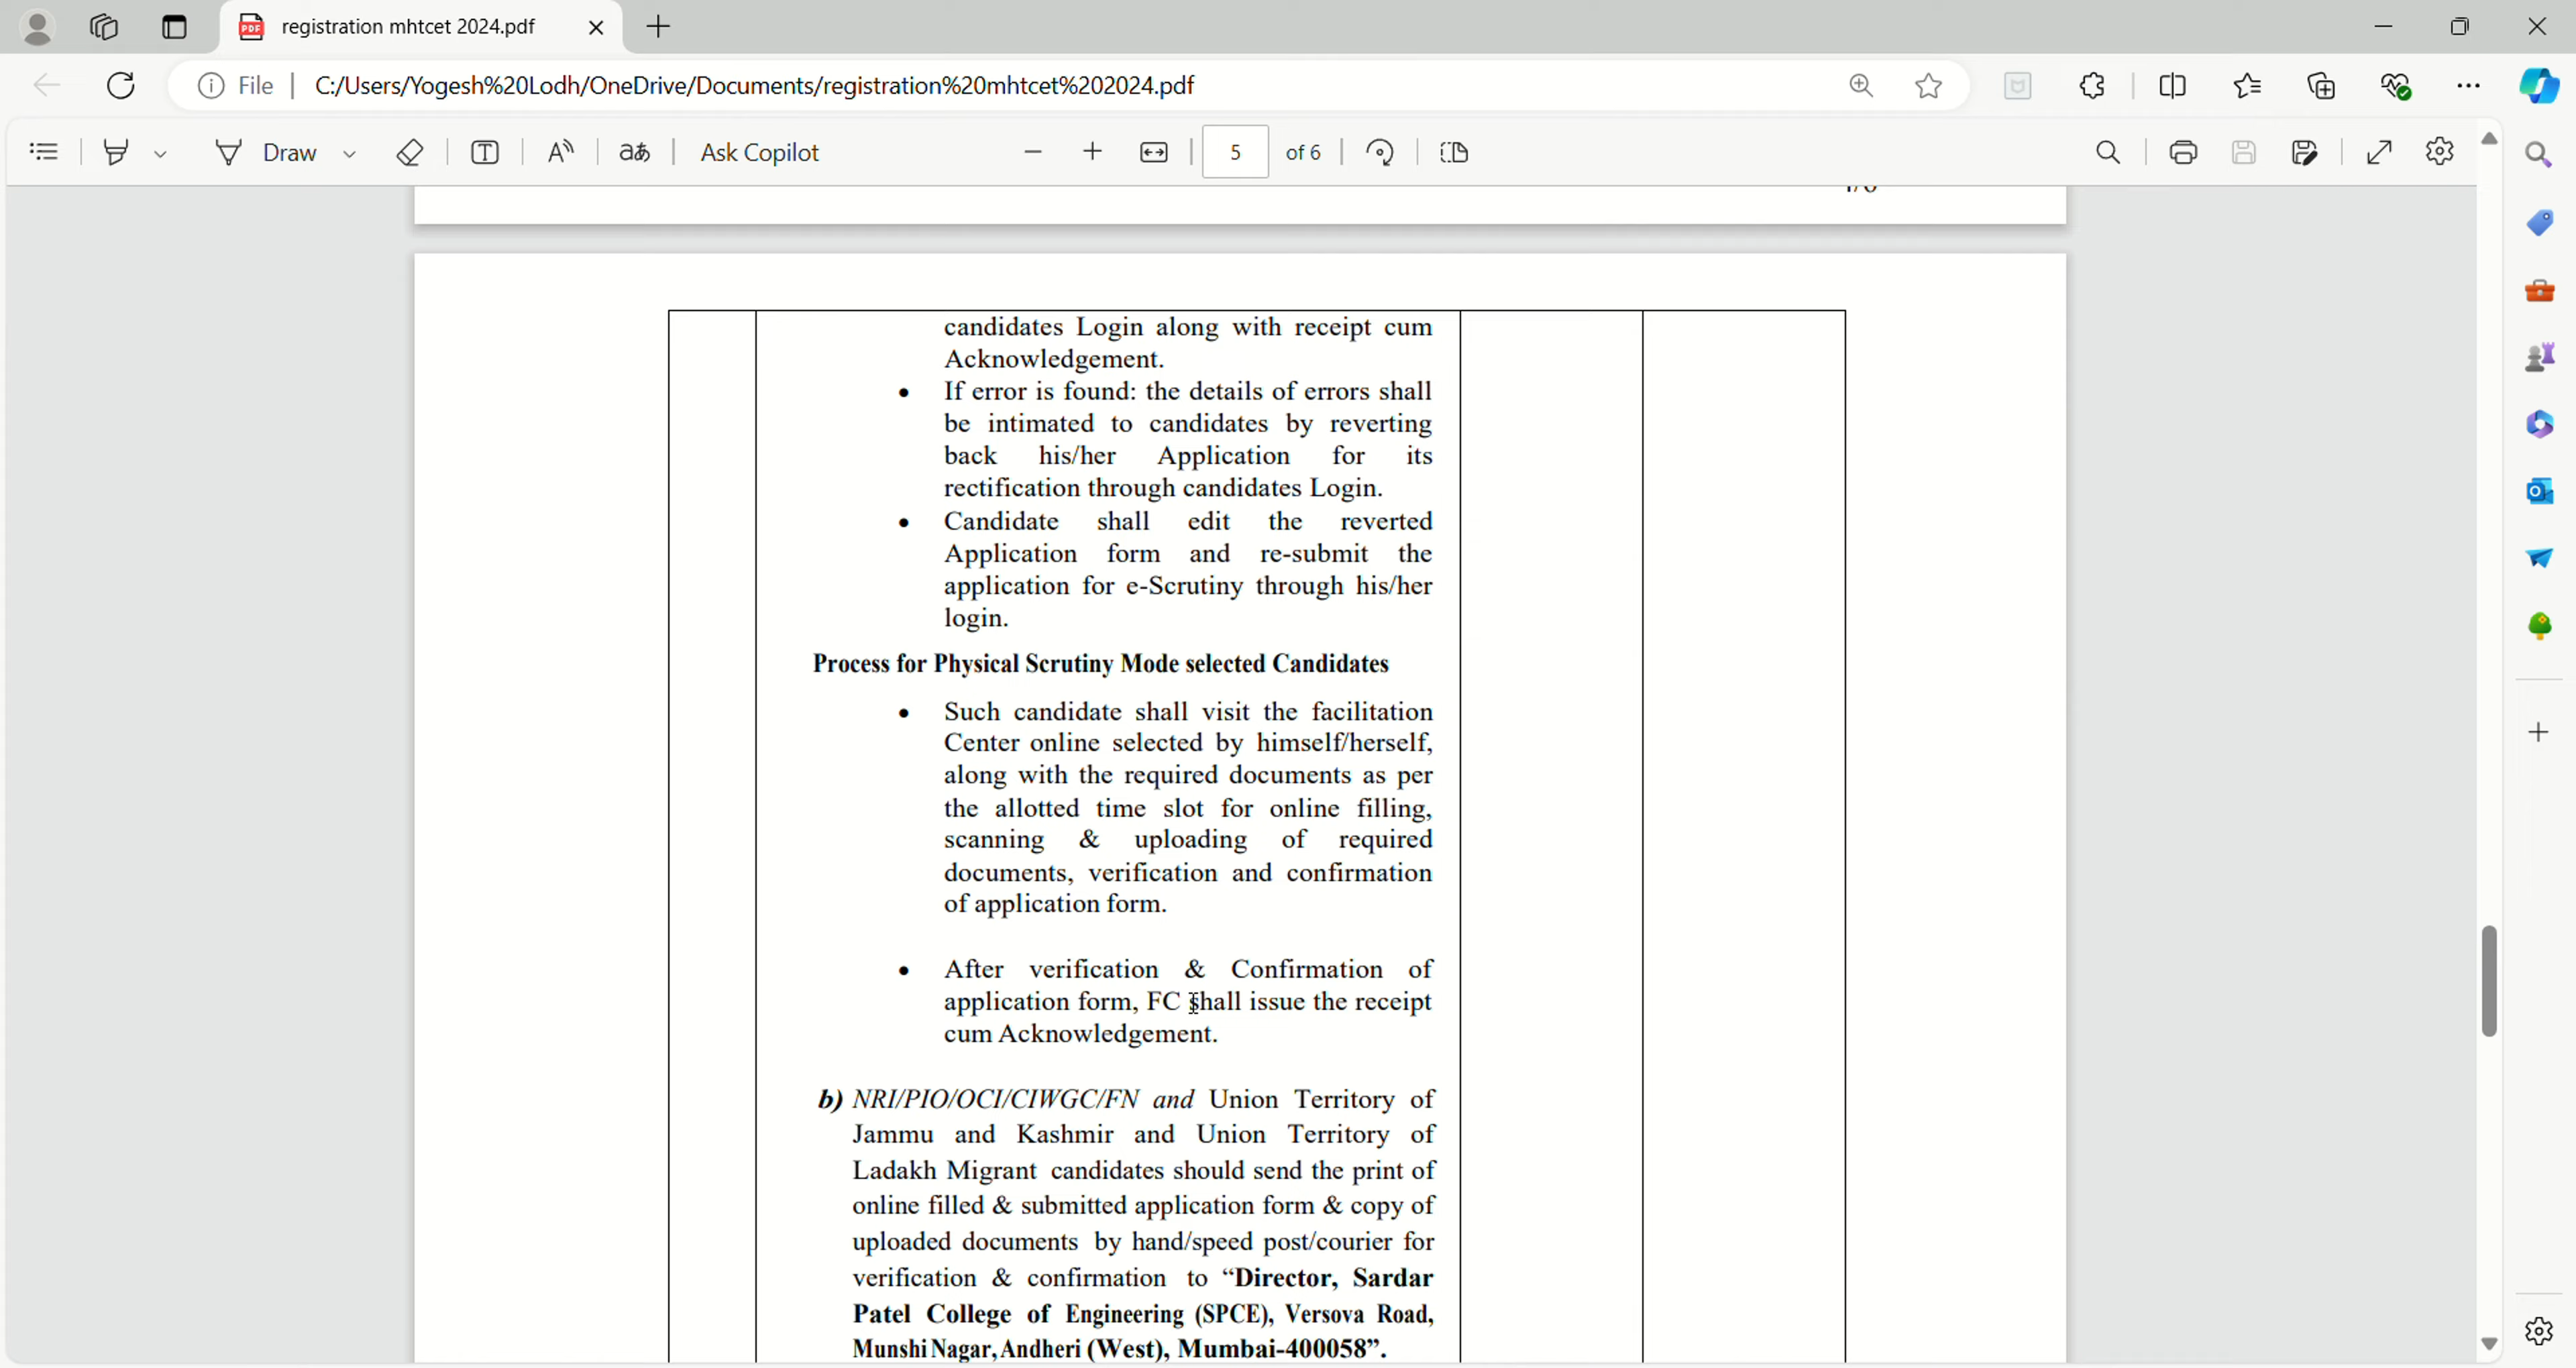 registration mhtcet 2024.pdf
File C:/Users/Yogesh%20Lodh/OneDrive/Documents/registration%20mhtcet%202024.pdf
Draw aあ Ask Copilot 5 of 6
candidates Login along with receipt cum
Acknowledgement.
• If error is found: the details of errors shall
be intimated to candidates by reverting
back his/her Application for its
rectification through candidates Login.
• Candidate shall edit the reverted
Application form and re-submit the
application for e-Scrutiny through his/her
login.
Process for Physical Scrutiny Mode selected Candidates
• Such candidate shall visit the facilitation
Center online selected by himself/herself,
along with the required documents as per
the allotted time slot for online filling,
scanning & uploading of required
documents, verification and confirmation
of application form.
• After verification & Confirmation of
application form, FC shall issue the receipt
cum Acknowledgement.
b) NRI/PIO/OCI/CIWGC/FN and Union Territory of
Jammu and Kashmir and Union Territory of
Ladakh Migrant candidates should send the print of
online filled & submitted application form & copy of
uploaded documents by hand/speed post/courier for
verification & confirmation to “Director, Sardar
Patel College of Engineering (SPCE), Versova Road,
Munshi Nagar, Andheri (West), Mumbai-400058”.